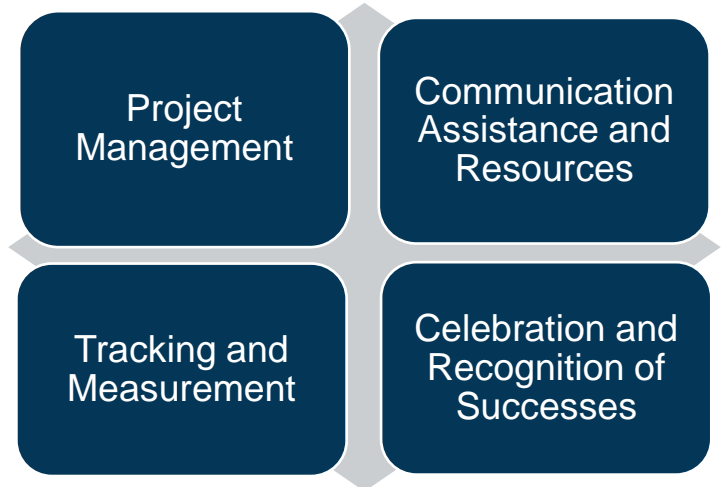 Project
Management
Communication
Assistance and
Resources
Tracking and
Measurement
Celebration and
Recognition of
Successes